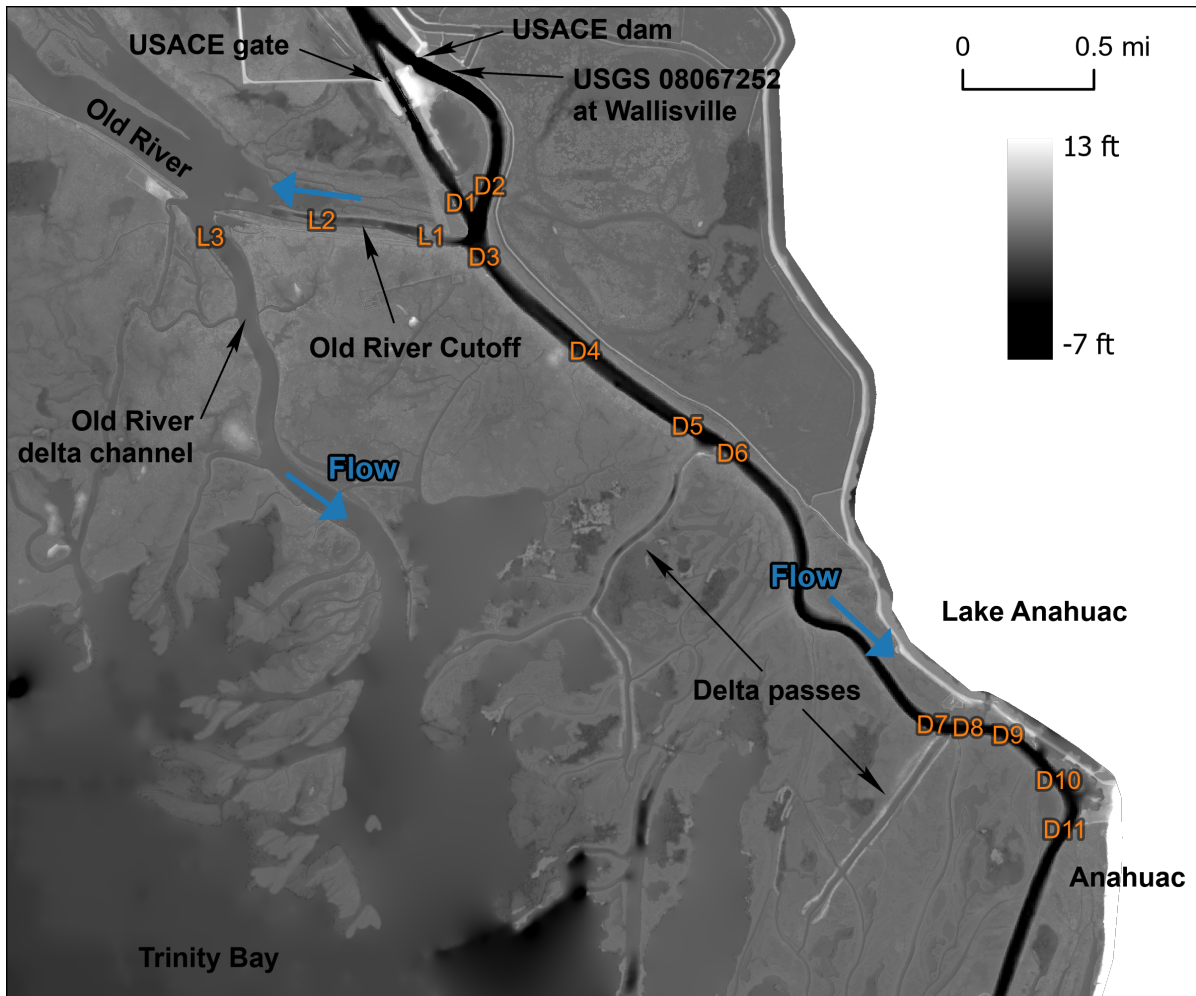 USACE dam
USACE gate
USGS 08067252
at Wallisville
0
0.5 mi
13 ft
-7 ft
Old River
D1
D2
L2
L1
L3
D3
Old River Cutoff
D4
Old River
delta channel
D5
D6
Flow
Flow
Lake Anahuac
Delta passes
D7
D8
D9
D10
D11
Anahuac
Trinity Bay